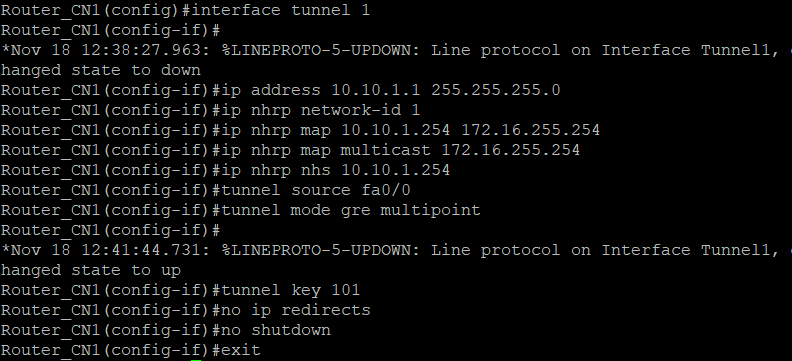 Router_CN1(config)#interface tunnel 1
Router_CN1(config-if)#
*Nov 18 12:38:27.963: %LINEPROTO-5-UPDOWN: Line protocol on Interface Tunnel1,
hanged state to down
Router_CN1(config-if)#ip address 10.10.1.1 255.255.255.0
Router_CN1(config-if)#ip nhrp network-id 1
Router_CN1(config-if)#ip nhrp map 10.10.1.254 172.16.255.254
Router_CN1(config-if)#ip nhrp map multicast 172.16.255.254
Router_CN1(config-if)#ip nhrp nhs 10.10.1.254
Router_CN1(config-if)#tunnel source fa0/0
Router_CN1(config-if)#tunnel mode gre multipoint
Router_CN1(config-if)#
*Nov 18 12:41:44.731: %LINEPROTO-5-UPDOWN: Line protocol on Interface Tunnel1,
hanged state to up
Router_CN1(config-if)#tunnel key 101
Router_CN1(config-if)#no ip redirects
Router_CN1(config-if)#no shutdown
Router_CN1(config-if)#exit